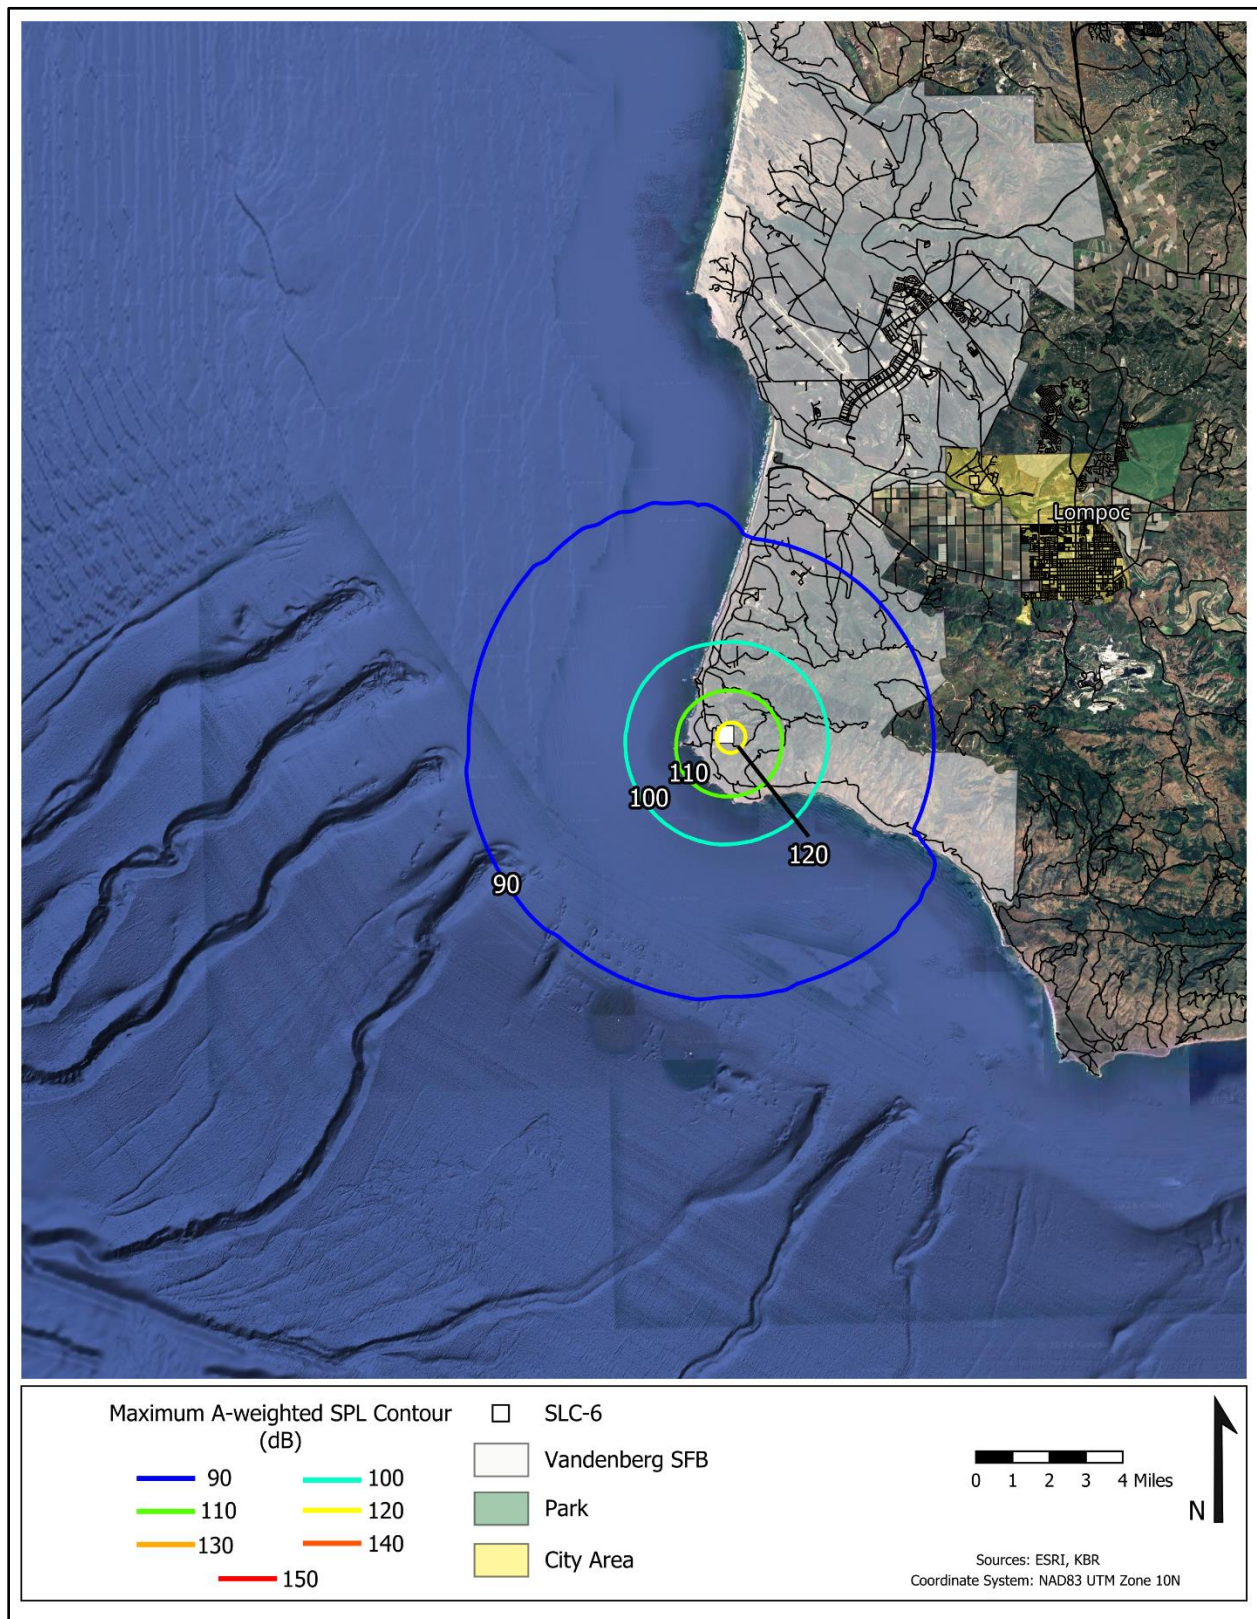 Lompoc
110
100
120
90
Maximum A-weighted SPL Contour
(dB)
90
100
110
120
130
140
150
SLC-6
Vandenberg SFB
Park
City Area
0 1 2 3 4 Miles
N
Sources: ESRI, KBR
Coordinate System: NAD83 UTM Zone 10N